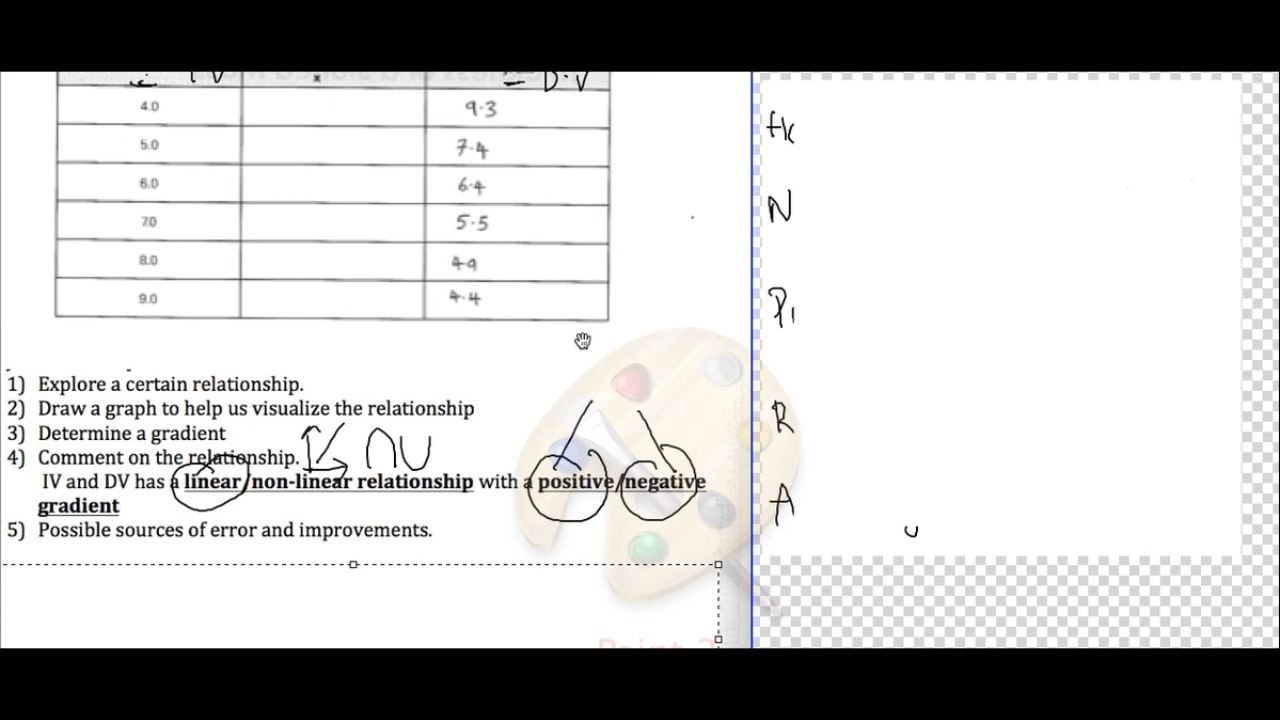 I V D.V
4.0 9.3
5.0 7.4
6.0 6.4
7.0 5.5
8.0 4.9
9.0 4.4
1) Explore a certain relationship.
2) Draw a graph to help us visualize the relationship
3) Determine a gradient
4) Comment on the relationship.
IV and DV has a linear/non-linear relationship with a positive/negative
gradient
5) Possible sources of error and improvements.
N
R
A